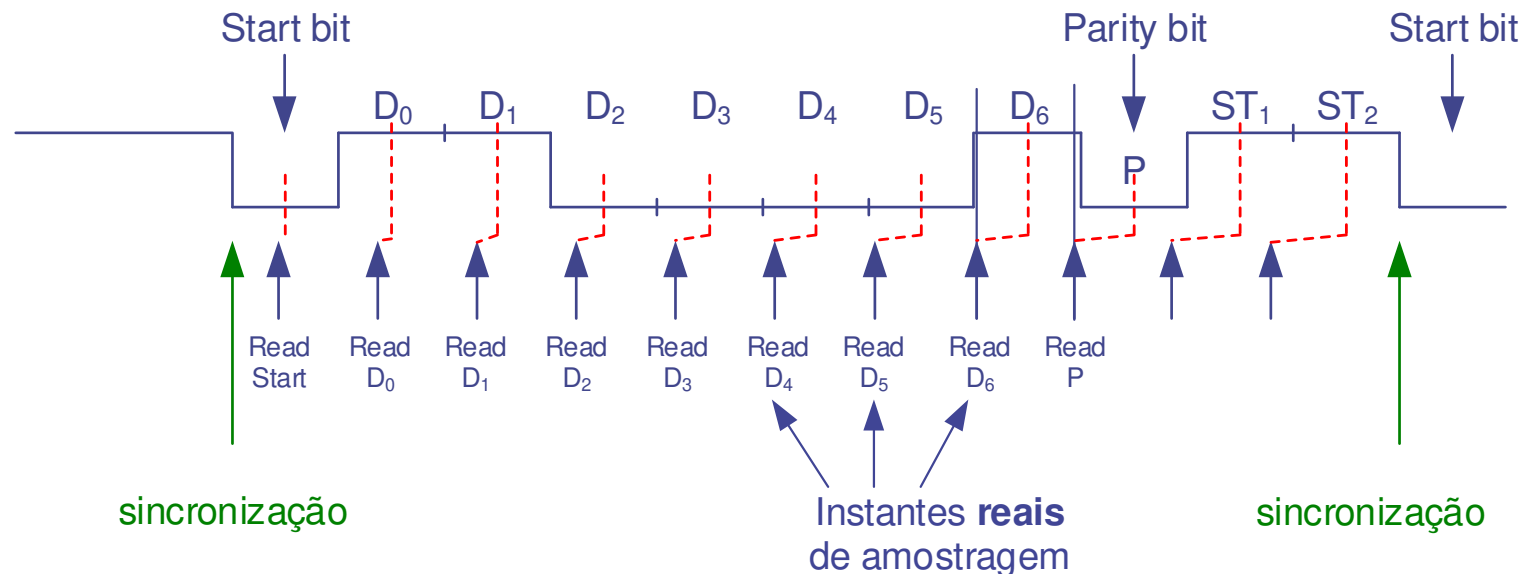 Start bit
Parity bit
Start bit
D₀
D₁
D₂
D₃
D₄
D₅
D₆
ST₁
ST₂
P
Read
Start
Read
D₀
Read
D₁
Read
D₂
Read
D₃
Read
D₄
Read
D₅
Read
D₆
Read
P
sincronização
Instantes reais
de amostragem
sincronização